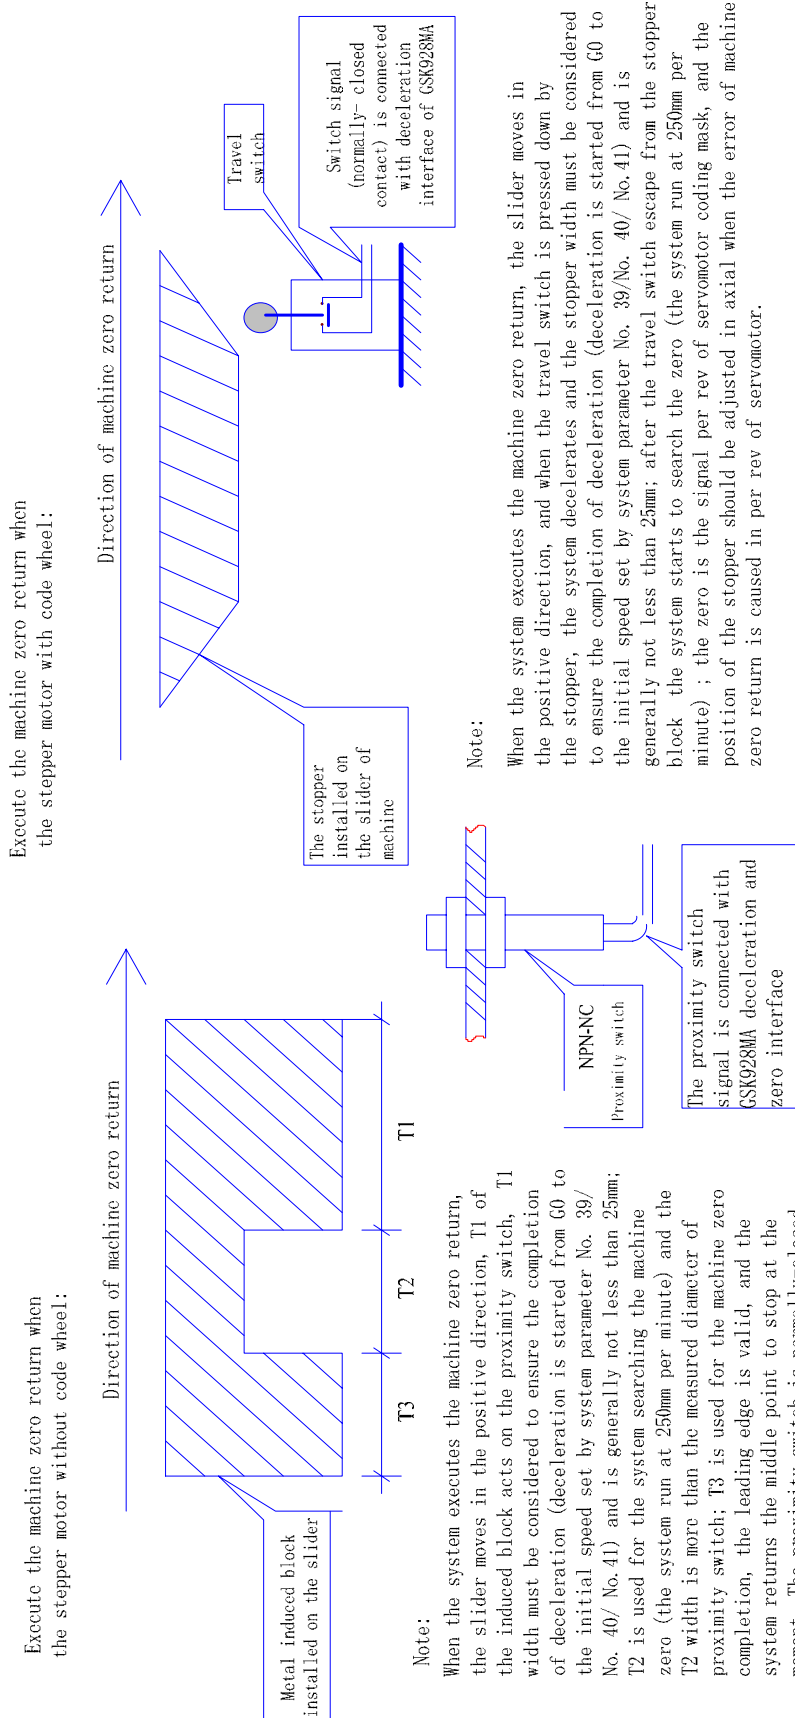 Execute the machine zero return when
the stepper motor without code wheel:
Direction of machine zero return
T3
T2
T1
Metal induced block
installed on the slider
NPN-NC
Proximity switch
The proximity switch
signal is connected with
GSK928MA deceleration and
zero interface
Note:
When the system executes the machine zero return,
the slider moves in the positive direction, T1 of
the induced block acts on the proximity switch, T1
width must be considered to ensure the completion
of deceleration (deceleration is started from G0 to
the initial speed set by system parameter No. 39/
No. 40/ No.41) and is generally not less than 25mm;
T2 is used for the system searching the machine
zero (the system run at 250mm per minute) and the
T2 width is more than the measured diameter of
proximity switch; T3 is used for the machine zero
completion, the leading edge is valid, and the
system returns the middle point to stop at the
moment. The proximity switch is normally-closed
Execute the machine zero return when
the stepper motor with code wheel:
Direction of machine zero return
The stopper
installed on
the slider of
machine
Travel
switch
Switch signal
(normally- closed
contact) is connected
with deceleration
interface of GSK928MA
Note:
When the system executes the machine zero return, the slider moves in
the positive direction, and when the travel switch is pressed down by
the stopper, the system decelerates and the stopper width must be considered
to ensure the completion of deceleration (deceleration is started from G0 to
the initial speed set by system parameter No. 39/No. 40/ No.41) and is
generally not less than 25mm; after the travel switch escape from the stopper
block the system starts to search the zero (the system run at 250mm per
minute) ; the zero is the signal per rev of servomotor coding mask, and the
position of the stopper should be adjusted in axial when the error of machine
zero return is caused in per rev of servomotor.